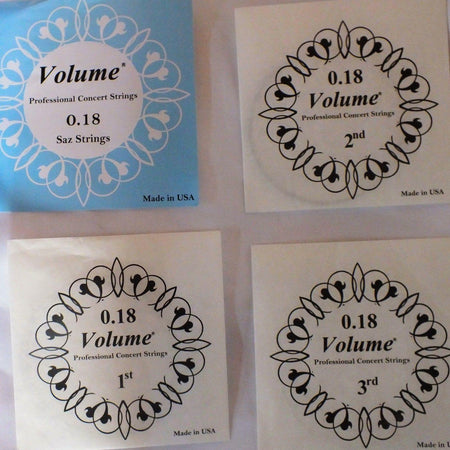 Volume®
Professional Concert Strings
0.18
Saz Strings
Made in USA
0.18
Volume®
Professional Concert Strings
2nd
Made in USA
0.18
Volume®
Professional Concert Strings
1st
Made in USA
0.18
Volume®
Professional Concert Strings
3rd
Made in USA